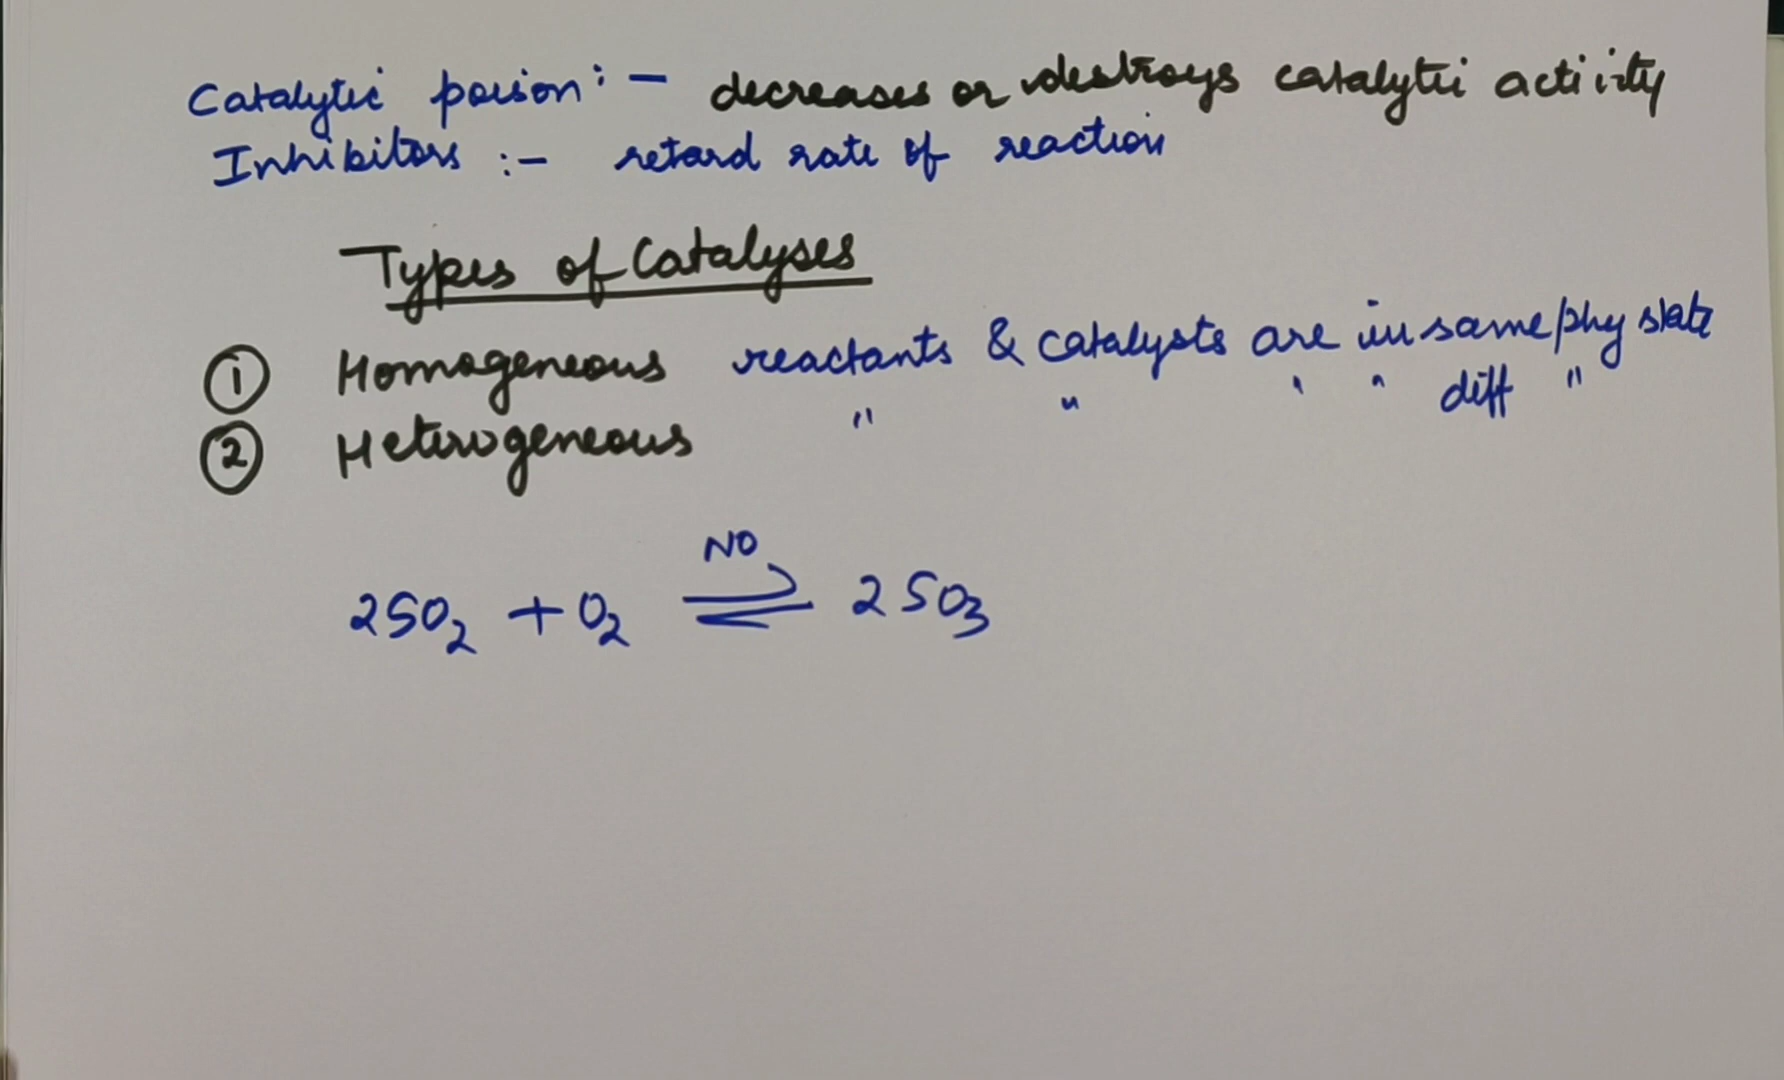 Catalytic poison :- decreases or destroys catalytic activity
Inhibitors :- retard rate of reaction
Types of Catalyses
① Homogeneous reactants & catalysts are in same phy state
② Heterogeneous " " " " diff "
NO
2SO₂ + O₂ ⇌ 2SO₃